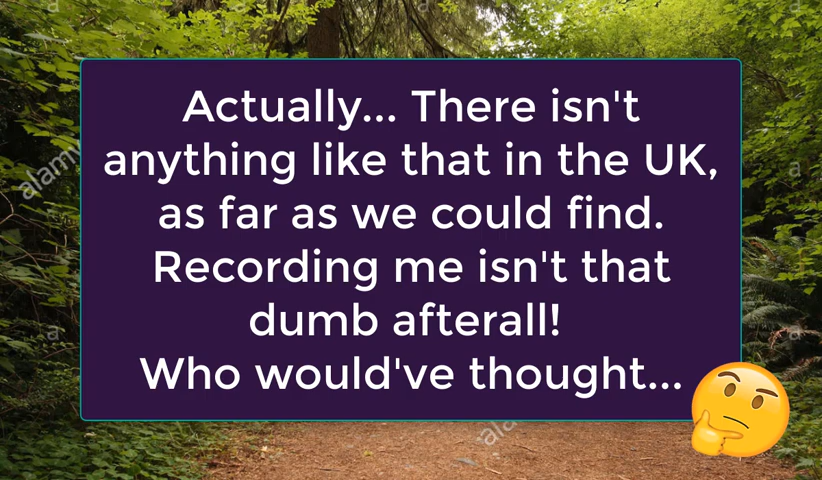 Actually... There isn't
anything like that in the UK,
as far as we could find.
Recording me isn't that
dumb afterall!
Who would've thought...
alamy